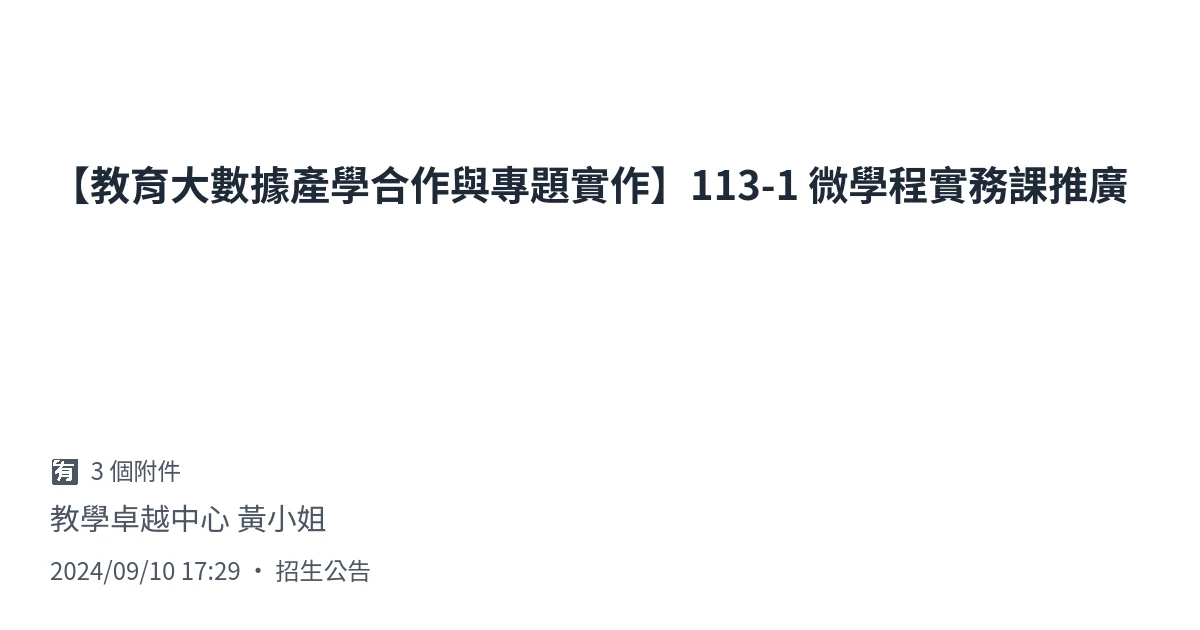 【教育大數據產學合作與專題實作】113-1 微學程實務課推廣
🈶 3 個附件
教學卓越中心 黃小姐
2024/09/10 17:29 • 招生公告